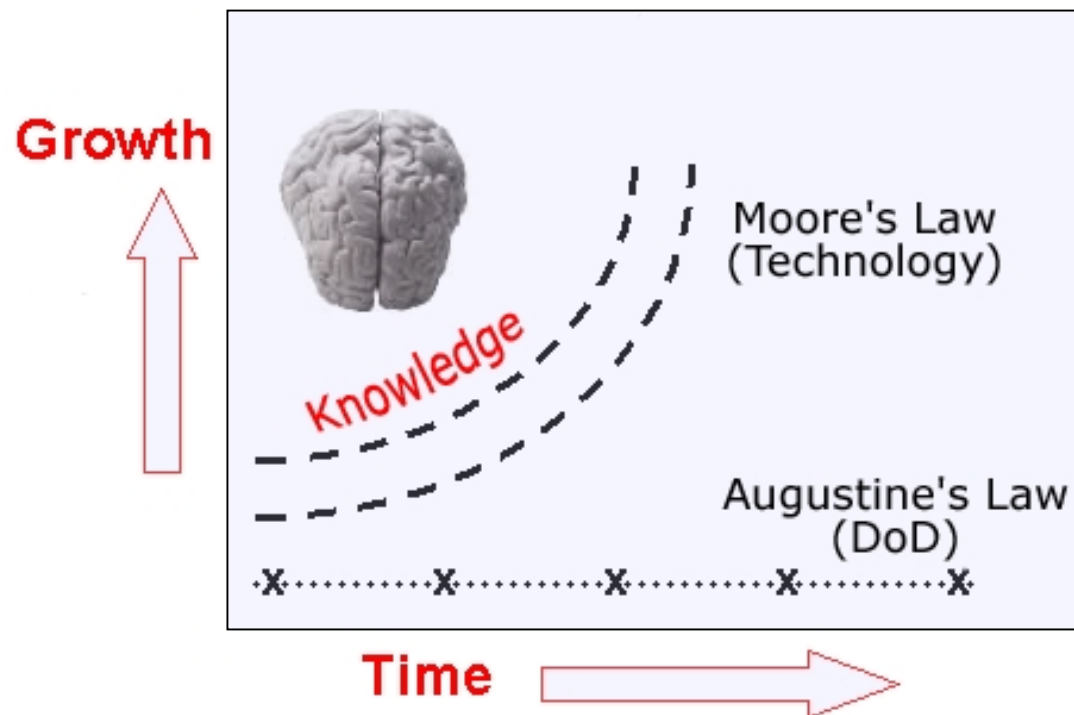 Growth
Moore's Law
(Technology)
Knowledge
Augustine's Law
(DoD)
X X X X X
Time